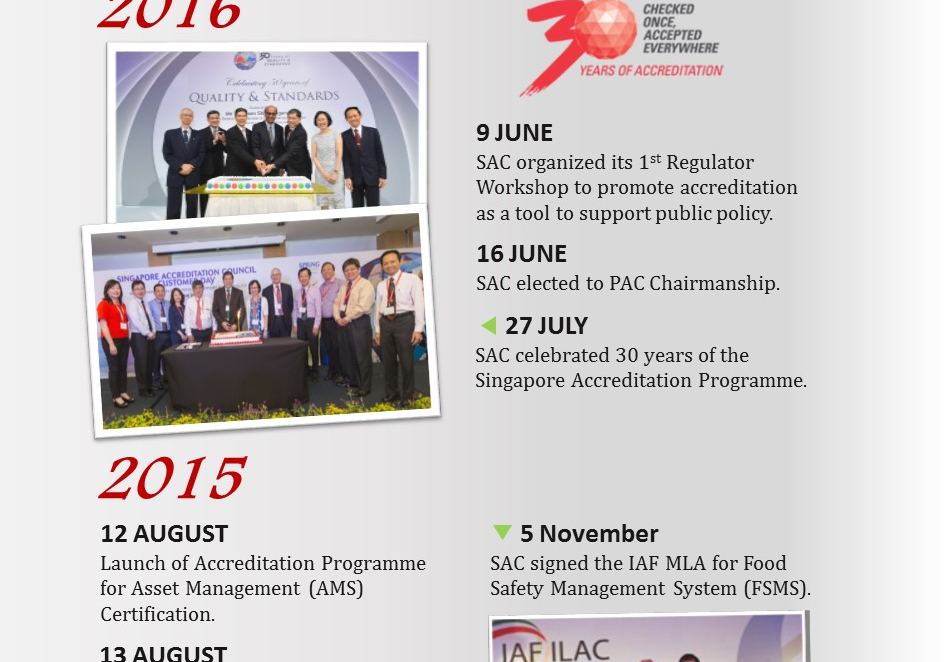 2016
50
Celebrating 50 years of
QUALITY & STANDARDS
SINGAPORE ACCREDITATION COUNCIL
CUSTOMER DAY
SPRING
30
CHECKED
ONCE,
ACCEPTED
EVERYWHERE
YEARS OF ACCREDITATION
9 JUNE
SAC organized its 1st Regulator
Workshop to promote accreditation
as a tool to support public policy.
16 JUNE
SAC elected to PAC Chairmanship.
27 JULY
SAC celebrated 30 years of the
Singapore Accreditation Programme.
2015
12 AUGUST
Launch of Accreditation Programme
for Asset Management (AMS)
Certification.
13 AUGUST
5 November
SAC signed the IAF MLA for Food
Safety Management System (FSMS).
IAF ILAC